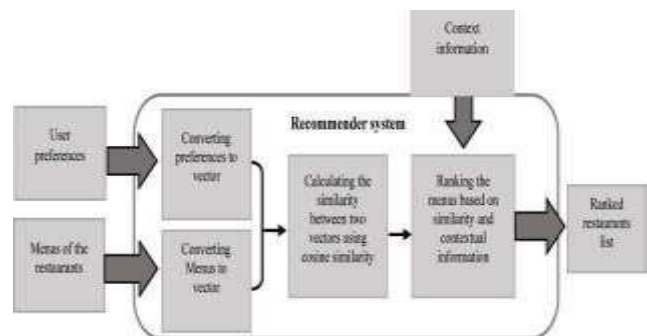 Context
information
Recommender system
User
preferences
Converting
preferences to
vector
Calculating the
similarity
between two
vectors using
cosine similarity
Ranking the
menus based on
similarity and
contextual
information
Ranked
restaurants
list
Menus of the
restaurants
Converting
Menus to
vector